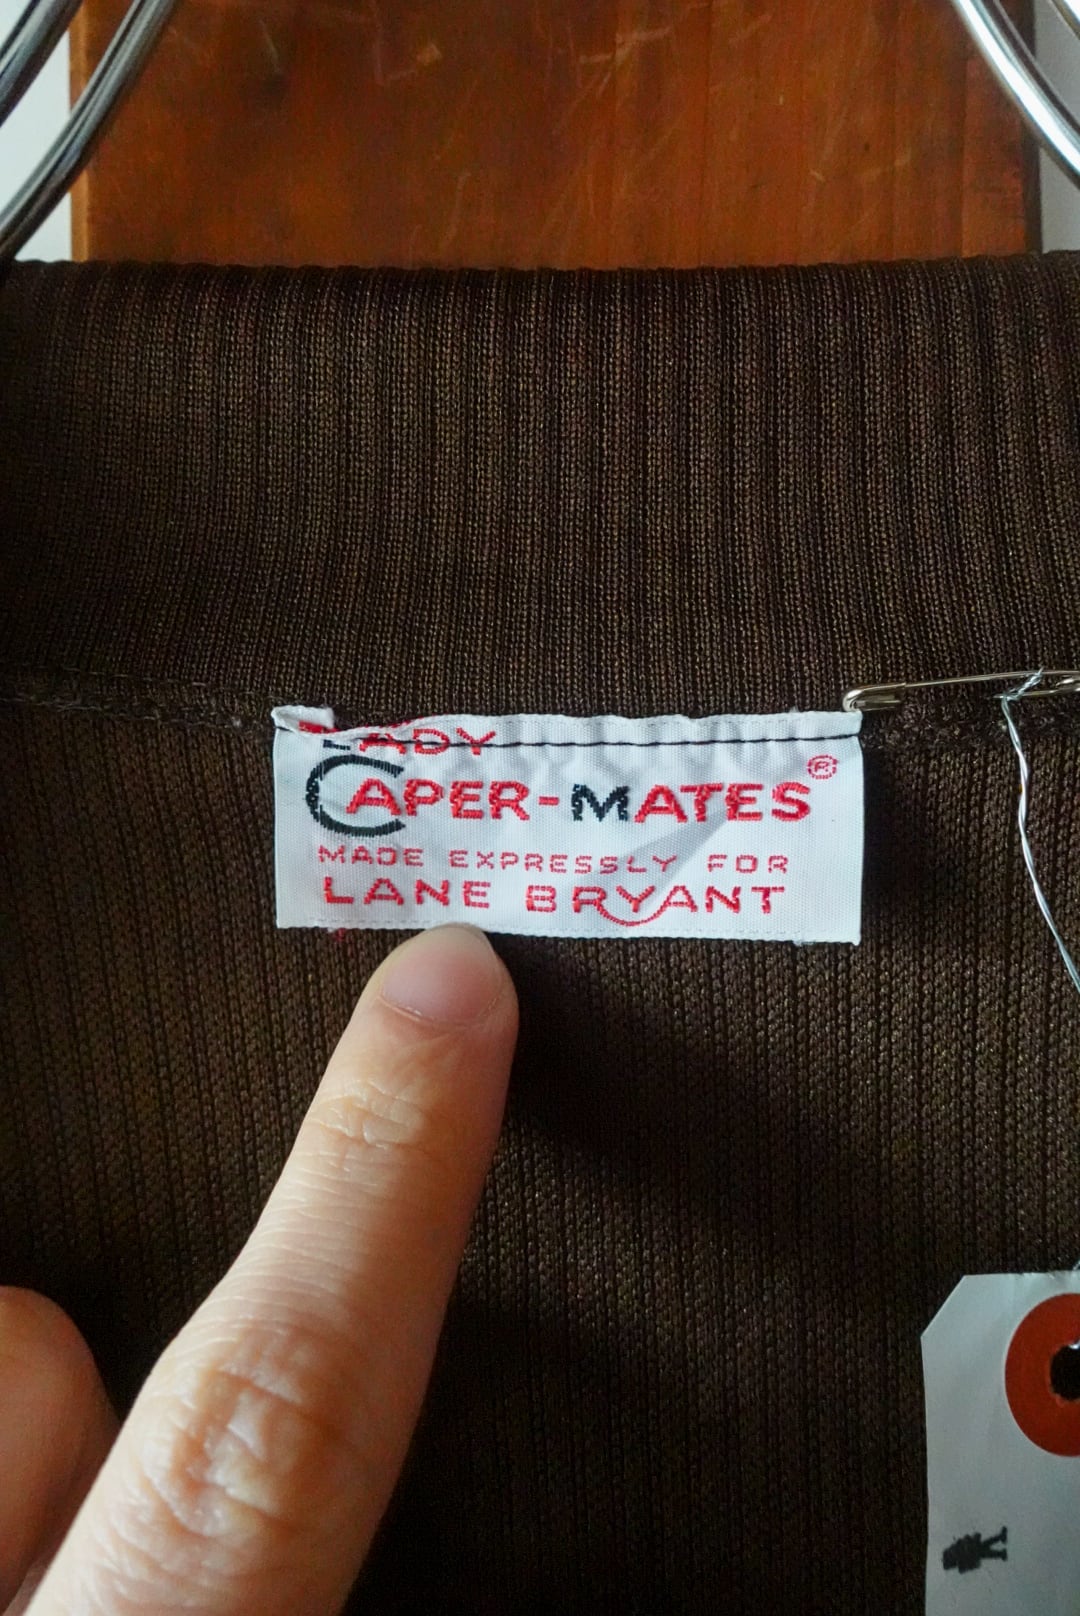 LADY
CAPER-MATES®
MADE EXPRESSLY FOR
LANE BRYANT